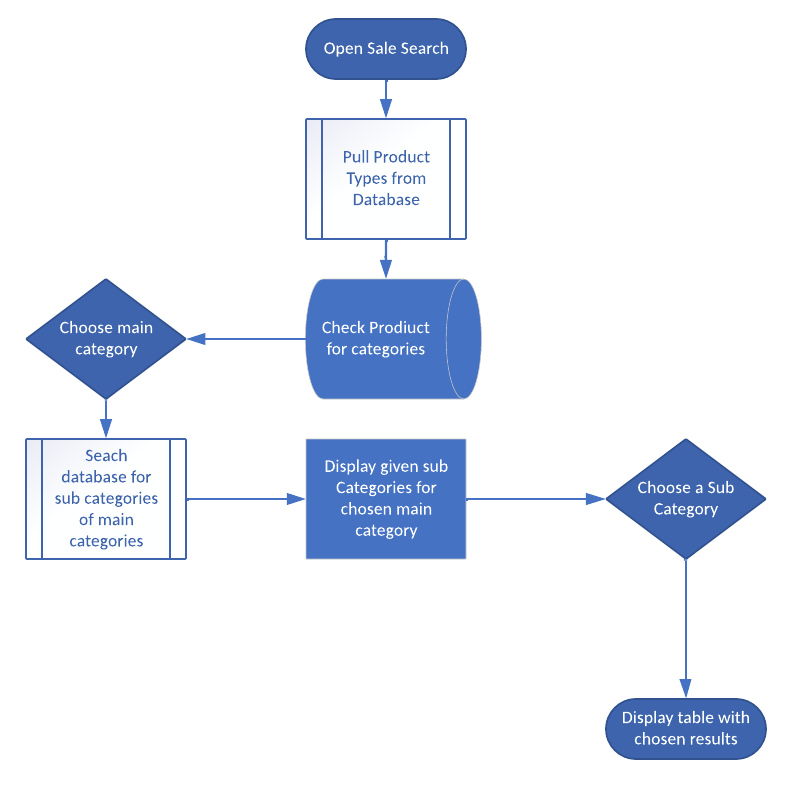 Open Sale Search
Pull Product
Types from
Database
Check Prodiuct
for categories
Choose main
category
Seach
database for
sub categories
of main
categories
Display given sub
Categories for
chosen main
category
Choose a Sub
Category
Display table with
chosen results